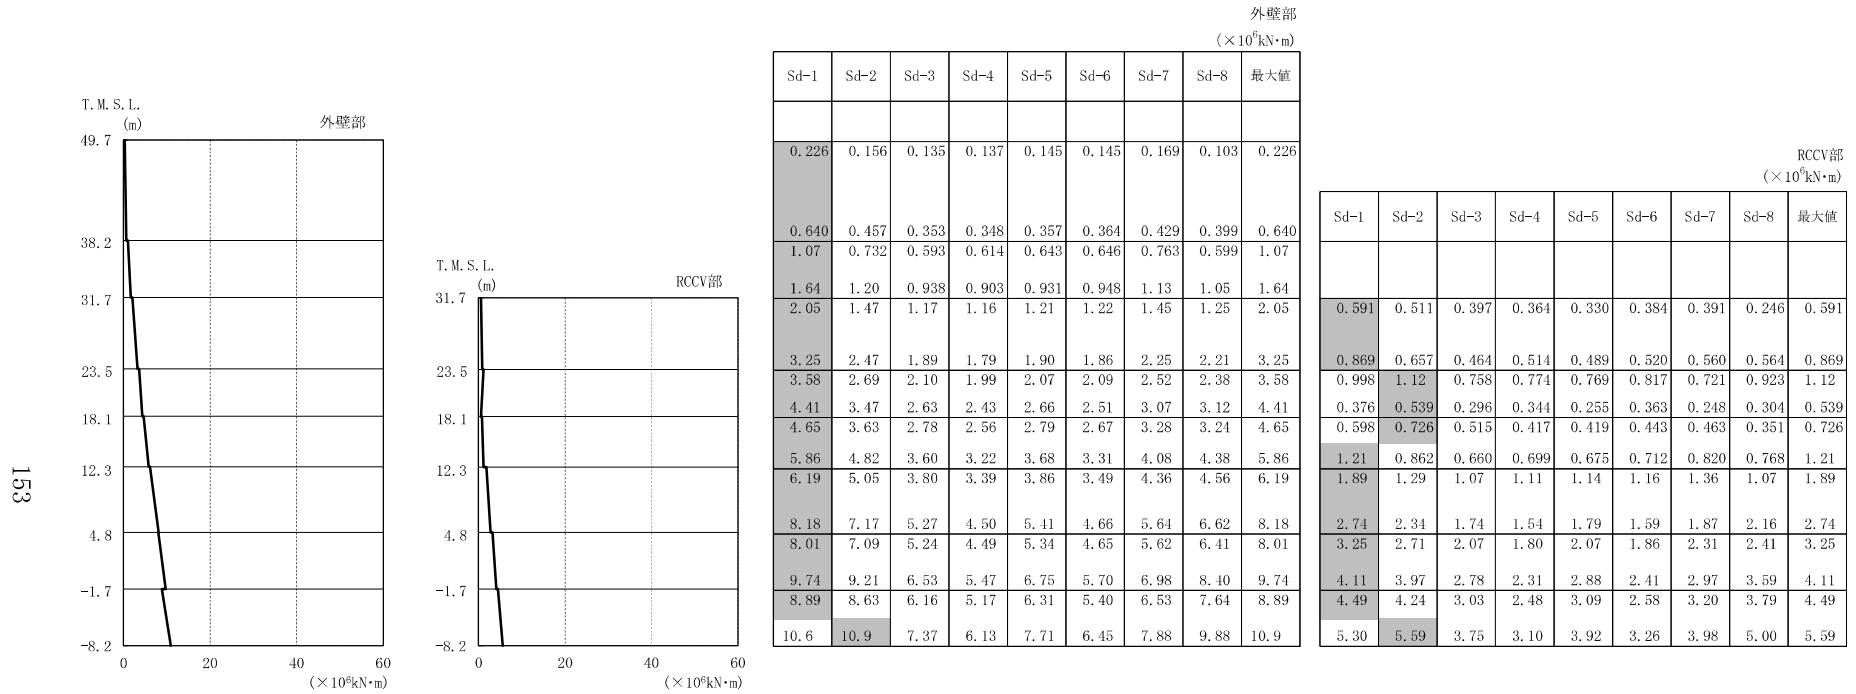 外壁部
(×10⁶kN・m)
Sd-1 Sd-2 Sd-3 Sd-4 Sd-5 Sd-6 Sd-7 Sd-8 最大値
0.226 0.156 0.135 0.137 0.145 0.145 0.169 0.103 0.226
0.640 0.457 0.353 0.348 0.357 0.364 0.429 0.399 0.640
1.07 0.732 0.593 0.614 0.643 0.646 0.763 0.599 1.07
1.64 1.20 0.938 0.903 0.931 0.948 1.13 1.05 1.64
2.05 1.47 1.17 1.16 1.21 1.22 1.45 1.25 2.05
3.25 2.47 1.89 1.79 1.90 1.86 2.25 2.21 3.25
3.58 2.69 2.10 1.99 2.07 2.09 2.52 2.38 3.58
4.41 3.47 2.63 2.43 2.66 2.51 3.07 3.12 4.41
4.65 3.63 2.78 2.56 2.79 2.67 3.28 3.24 4.65
5.86 4.82 3.60 3.22 3.68 3.31 4.08 4.38 5.86
6.19 5.05 3.80 3.39 3.86 3.49 4.36 4.56 6.19
8.18 7.17 5.27 4.50 5.41 4.66 5.64 6.62 8.18
8.01 7.09 5.24 4.49 5.34 4.65 5.62 6.41 8.01
9.74 9.21 6.53 5.47 6.75 5.70 6.98 8.40 9.74
8.89 8.63 6.16 5.17 6.31 5.40 6.53 7.64 8.89
10.6 10.9 7.37 6.13 7.71 6.45 7.88 9.88 10.9
RCCV部
(×10⁶kN・m)
Sd-1 Sd-2 Sd-3 Sd-4 Sd-5 Sd-6 Sd-7 Sd-8 最大値
0.591 0.511 0.397 0.364 0.330 0.384 0.391 0.246 0.591
0.869 0.657 0.464 0.514 0.489 0.520 0.560 0.564 0.869
0.998 1.12 0.758 0.774 0.769 0.817 0.721 0.923 1.12
0.376 0.539 0.296 0.344 0.255 0.363 0.248 0.304 0.539
0.598 0.726 0.515 0.417 0.419 0.443 0.463 0.351 0.726
1.21 0.862 0.660 0.699 0.675 0.712 0.820 0.768 1.21
1.89 1.29 1.07 1.11 1.14 1.16 1.36 1.07 1.89
2.74 2.34 1.74 1.54 1.79 1.59 1.87 2.16 2.74
3.25 2.71 2.07 1.80 2.07 1.86 2.31 2.41 3.25
4.11 3.97 2.78 2.31 2.88 2.41 2.97 3.59 4.11
4.49 4.24 3.03 2.48 3.09 2.58 3.20 3.79 4.49
5.30 5.59 3.75 3.10 3.92 3.26 3.98 5.00 5.59
T.M.S.L.
(m)
外壁部
49.7
38.2
31.7
23.5
18.1
12.3
4.8
-1.7
-8.2
0 20 40 60
(×10⁶kN・m)
T.M.S.L.
(m)
RCCV部
31.7
23.5
18.1
12.3
4.8
-1.7
-8.2
0 20 40 60
(×10⁶kN・m)
153